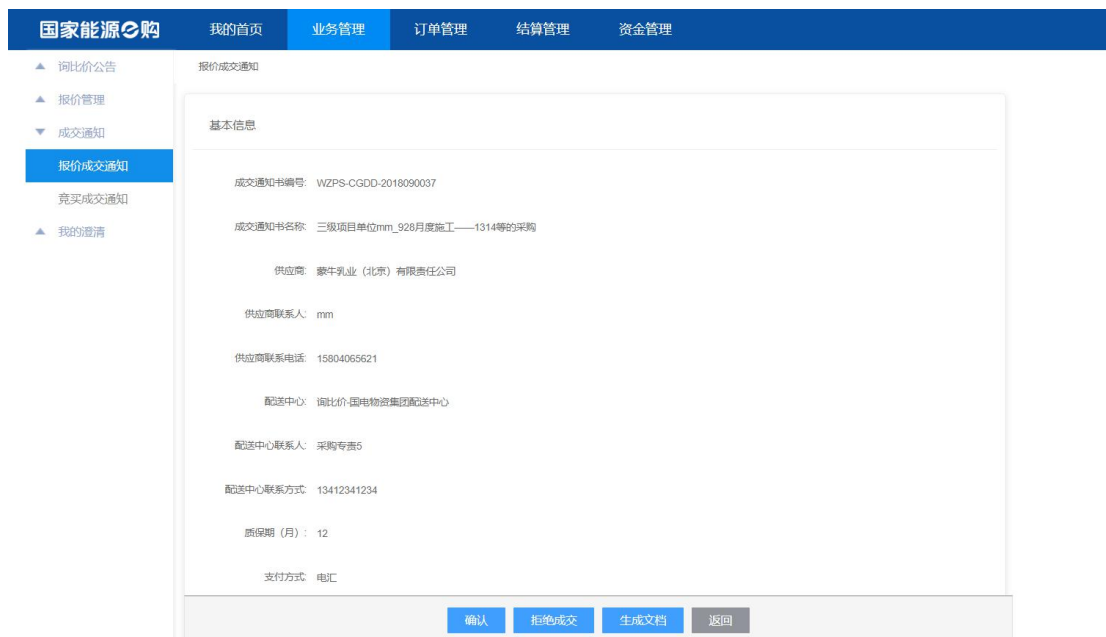 国家能源e购 我的首页 业务管理 订单管理 结算管理 资金管理
询比价公告
报价管理
成交通知
报价成交通知
竞买成交通知
我的澄清
报价成交通知
基本信息
成交通知书编号: WZPS-CGDD-2018090037
成交通知书名称: 三级项目单位mm_928月度施工——1314等的采购
供应商: 蒙牛乳业（北京）有限责任公司
供应商联系人: mm
供应商联系电话: 15804065621
配送中心: 询比价-国电物资集团配送中心
配送中心联系人: 采购专责5
配送中心联系方式: 13412341234
质保期（月）: 12
支付方式: 电汇
确认 拒绝成交 生成文档 返回